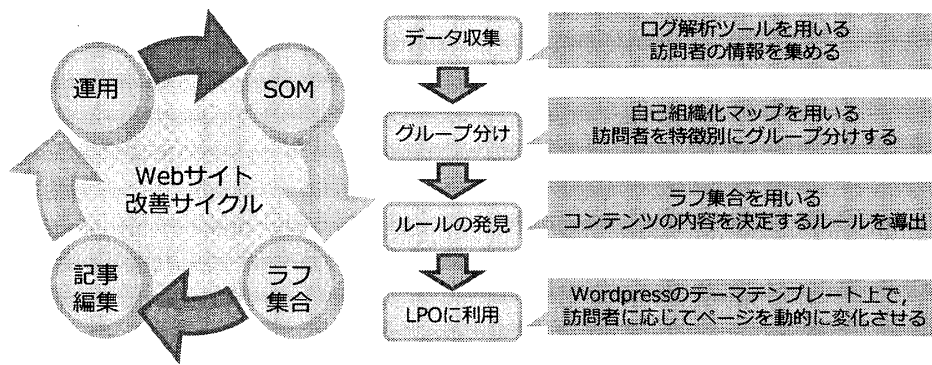 運用
SOM
Webサイト
改善サイクル
記事
編集
ラフ
集合
データ収集
ログ解析ツールを用いる
訪問者の情報を集める
グループ分け
自己組織化マップを用いる
訪問者を特徴別にグループ分けする
ルールの発見
ラフ集合を用いる
コンテンツの内容を決定するルールを導出
LPOに利用
Wordpressのテーマテンプレート上で,
訪問者に応じてページを動的に変化させる